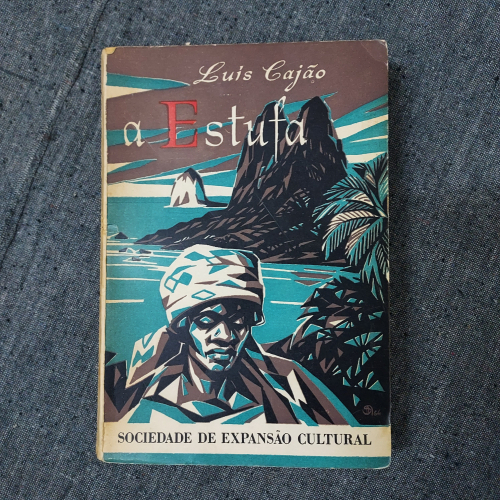 Luís Cajão
a Estufa
SOCIEDADE DE EXPANSÃO CULTURAL